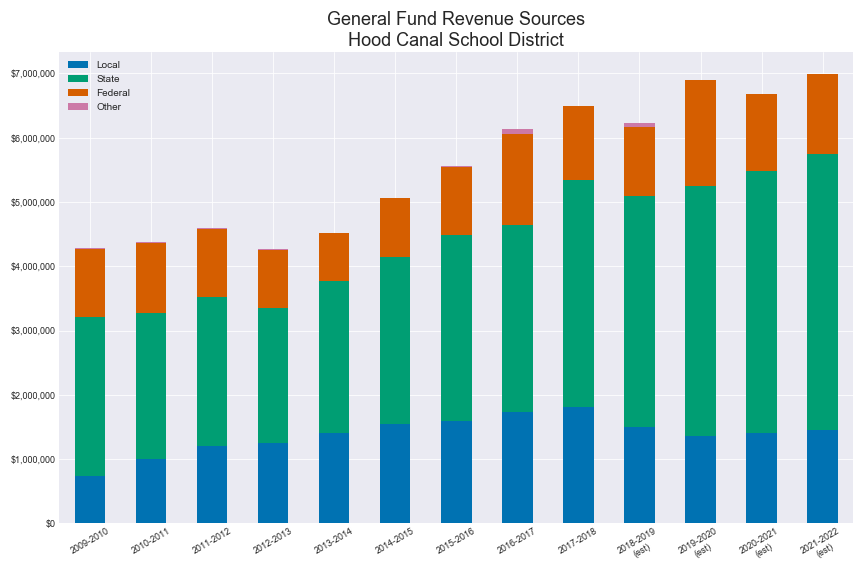 General Fund Revenue Sources
Hood Canal School District
Local
State
Federal
Other
$7,000,000
$6,000,000
$5,000,000
$4,000,000
$3,000,000
$2,000,000
$1,000,000
$0
2009-2010
2010-2011
2011-2012
2012-2013
2013-2014
2014-2015
2015-2016
2016-2017
2017-2018
2018-2019
(est)
2019-2020
(est)
2020-2021
(est)
2021-2022
(est)